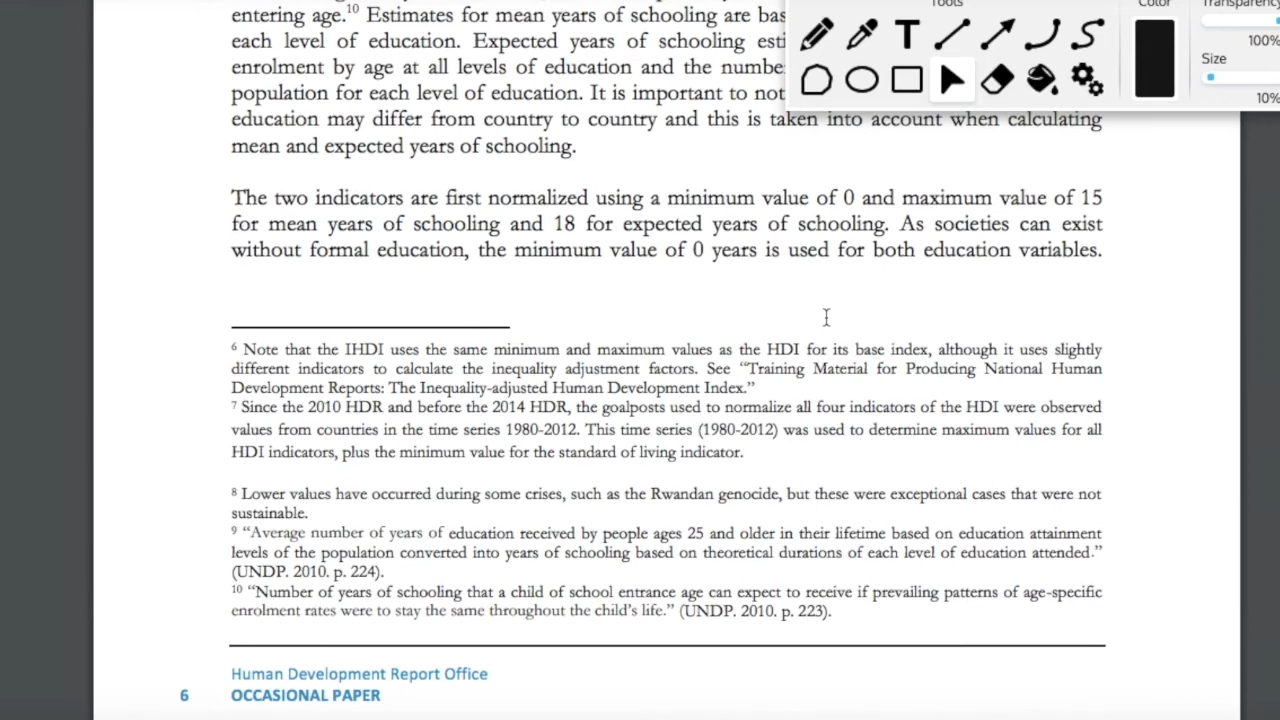 Tools
Color
Transparency
100%
Size
10%
entering age.10 Estimates for mean years of schooling are bas
each level of education. Expected years of schooling esti
enrolment by age at all levels of education and the numbe
population for each level of education. It is important to not
education may differ from country to country and this is taken into account when calculating
mean and expected years of schooling.
The two indicators are first normalized using a minimum value of 0 and maximum value of 15
for mean years of schooling and 18 for expected years of schooling. As societies can exist
without formal education, the minimum value of 0 years is used for both education variables.
6 Note that the IHDI uses the same minimum and maximum values as the HDI for its base index, although it uses slightly
different indicators to calculate the inequality adjustment factors. See “Training Material for Producing National Human
Development Reports: The Inequality-adjusted Human Development Index.”
7 Since the 2010 HDR and before the 2014 HDR, the goalposts used to normalize all four indicators of the HDI were observed
values from countries in the time series 1980-2012. This time series (1980-2012) was used to determine maximum values for all
HDI indicators, plus the minimum value for the standard of living indicator.
8 Lower values have occurred during some crises, such as the Rwandan genocide, but these were exceptional cases that were not
sustainable.
9 “Average number of years of education received by people ages 25 and older in their lifetime based on education attainment
levels of the population converted into years of schooling based on theoretical durations of each level of education attended.”
(UNDP. 2010. p. 224).
10 “Number of years of schooling that a child of school entrance age can expect to receive if prevailing patterns of age-specific
enrolment rates were to stay the same throughout the child’s life.” (UNDP. 2010. p. 223).
Human Development Report Office
6 OCCASIONAL PAPER